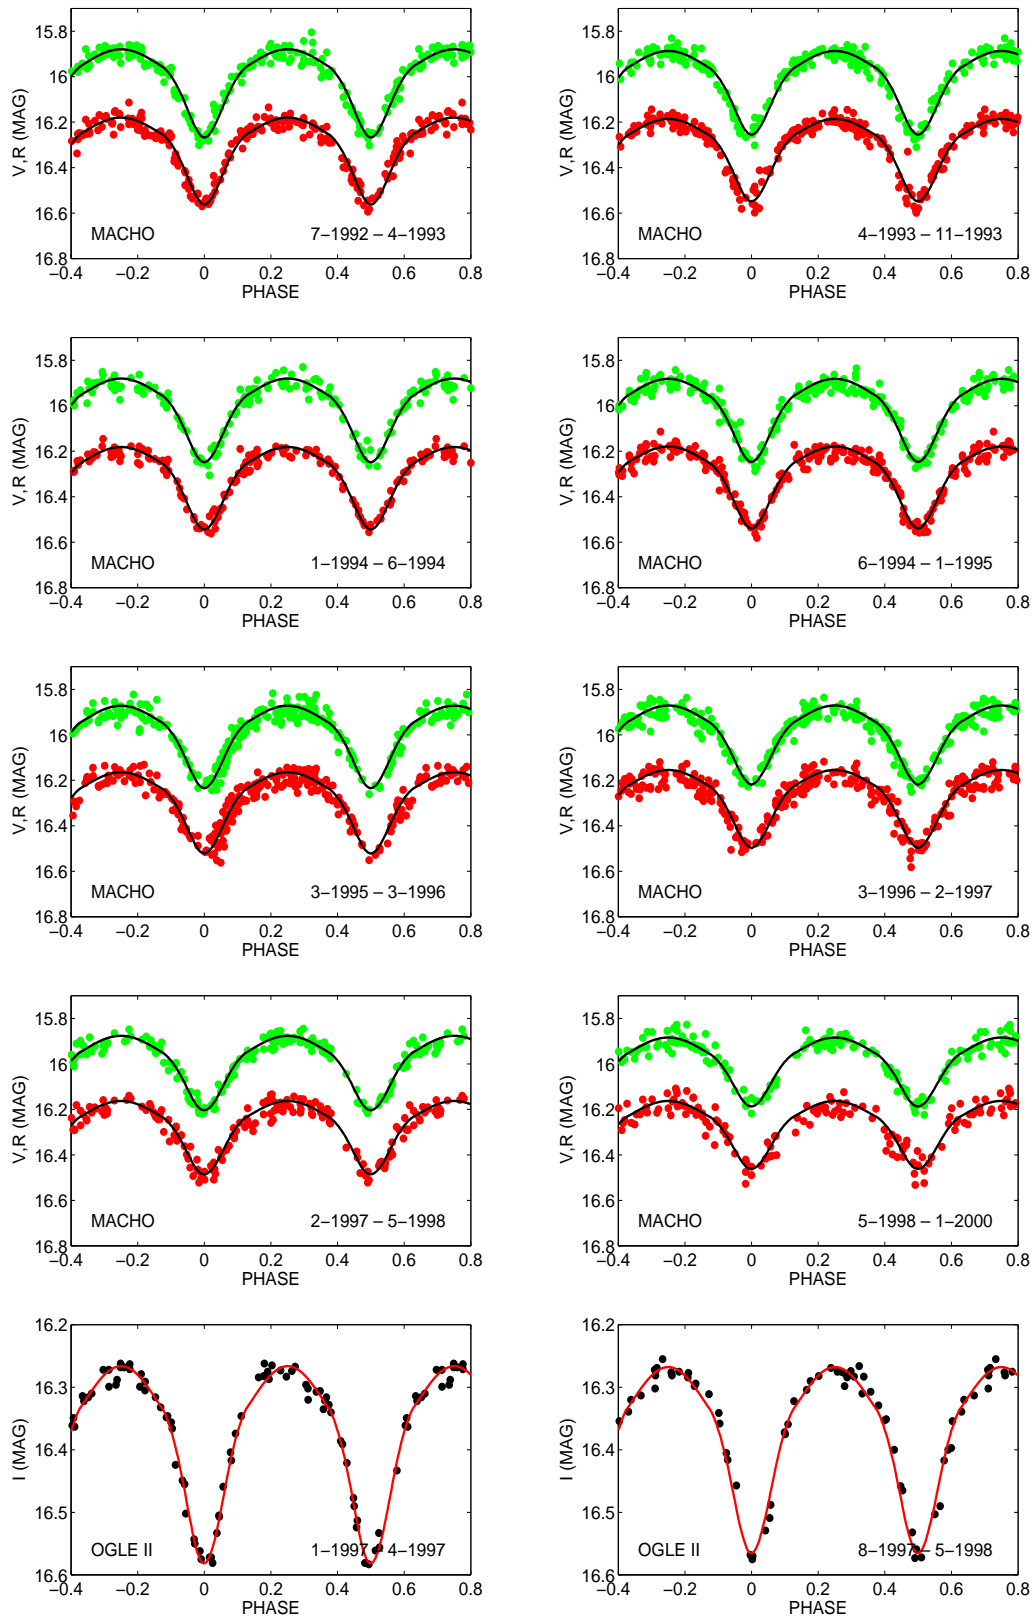 15.8
16
16.2
16.4
16.6
16.8
V,R (MAG)
MACHO 7−1992 − 4−1993
−0.4 −0.2 0 0.2 0.4 0.6 0.8
PHASE
15.8
16
16.2
16.4
16.6
16.8
V,R (MAG)
MACHO 4−1993 − 11−1993
−0.4 −0.2 0 0.2 0.4 0.6 0.8
PHASE
15.8
16
16.2
16.4
16.6
16.8
V,R (MAG)
MACHO 1−1994 − 6−1994
−0.4 −0.2 0 0.2 0.4 0.6 0.8
PHASE
15.8
16
16.2
16.4
16.6
16.8
V,R (MAG)
MACHO 6−1994 − 1−1995
−0.4 −0.2 0 0.2 0.4 0.6 0.8
PHASE
15.8
16
16.2
16.4
16.6
16.8
V,R (MAG)
MACHO 3−1995 − 3−1996
−0.4 −0.2 0 0.2 0.4 0.6 0.8
PHASE
15.8
16
16.2
16.4
16.6
16.8
V,R (MAG)
MACHO 3−1996 − 2−1997
−0.4 −0.2 0 0.2 0.4 0.6 0.8
PHASE
15.8
16
16.2
16.4
16.6
16.8
V,R (MAG)
MACHO 2−1997 − 5−1998
−0.4 −0.2 0 0.2 0.4 0.6 0.8
PHASE
15.8
16
16.2
16.4
16.6
16.8
V,R (MAG)
MACHO 5−1998 − 1−2000
−0.4 −0.2 0 0.2 0.4 0.6 0.8
PHASE
16.2
16.3
16.4
16.5
16.6
I (MAG)
OGLE II 1−1997 − 4−1997
−0.4 −0.2 0 0.2 0.4 0.6 0.8
PHASE
16.2
16.3
16.4
16.5
16.6
I (MAG)
OGLE II 8−1997 − 5−1998
−0.4 −0.2 0 0.2 0.4 0.6 0.8
PHASE